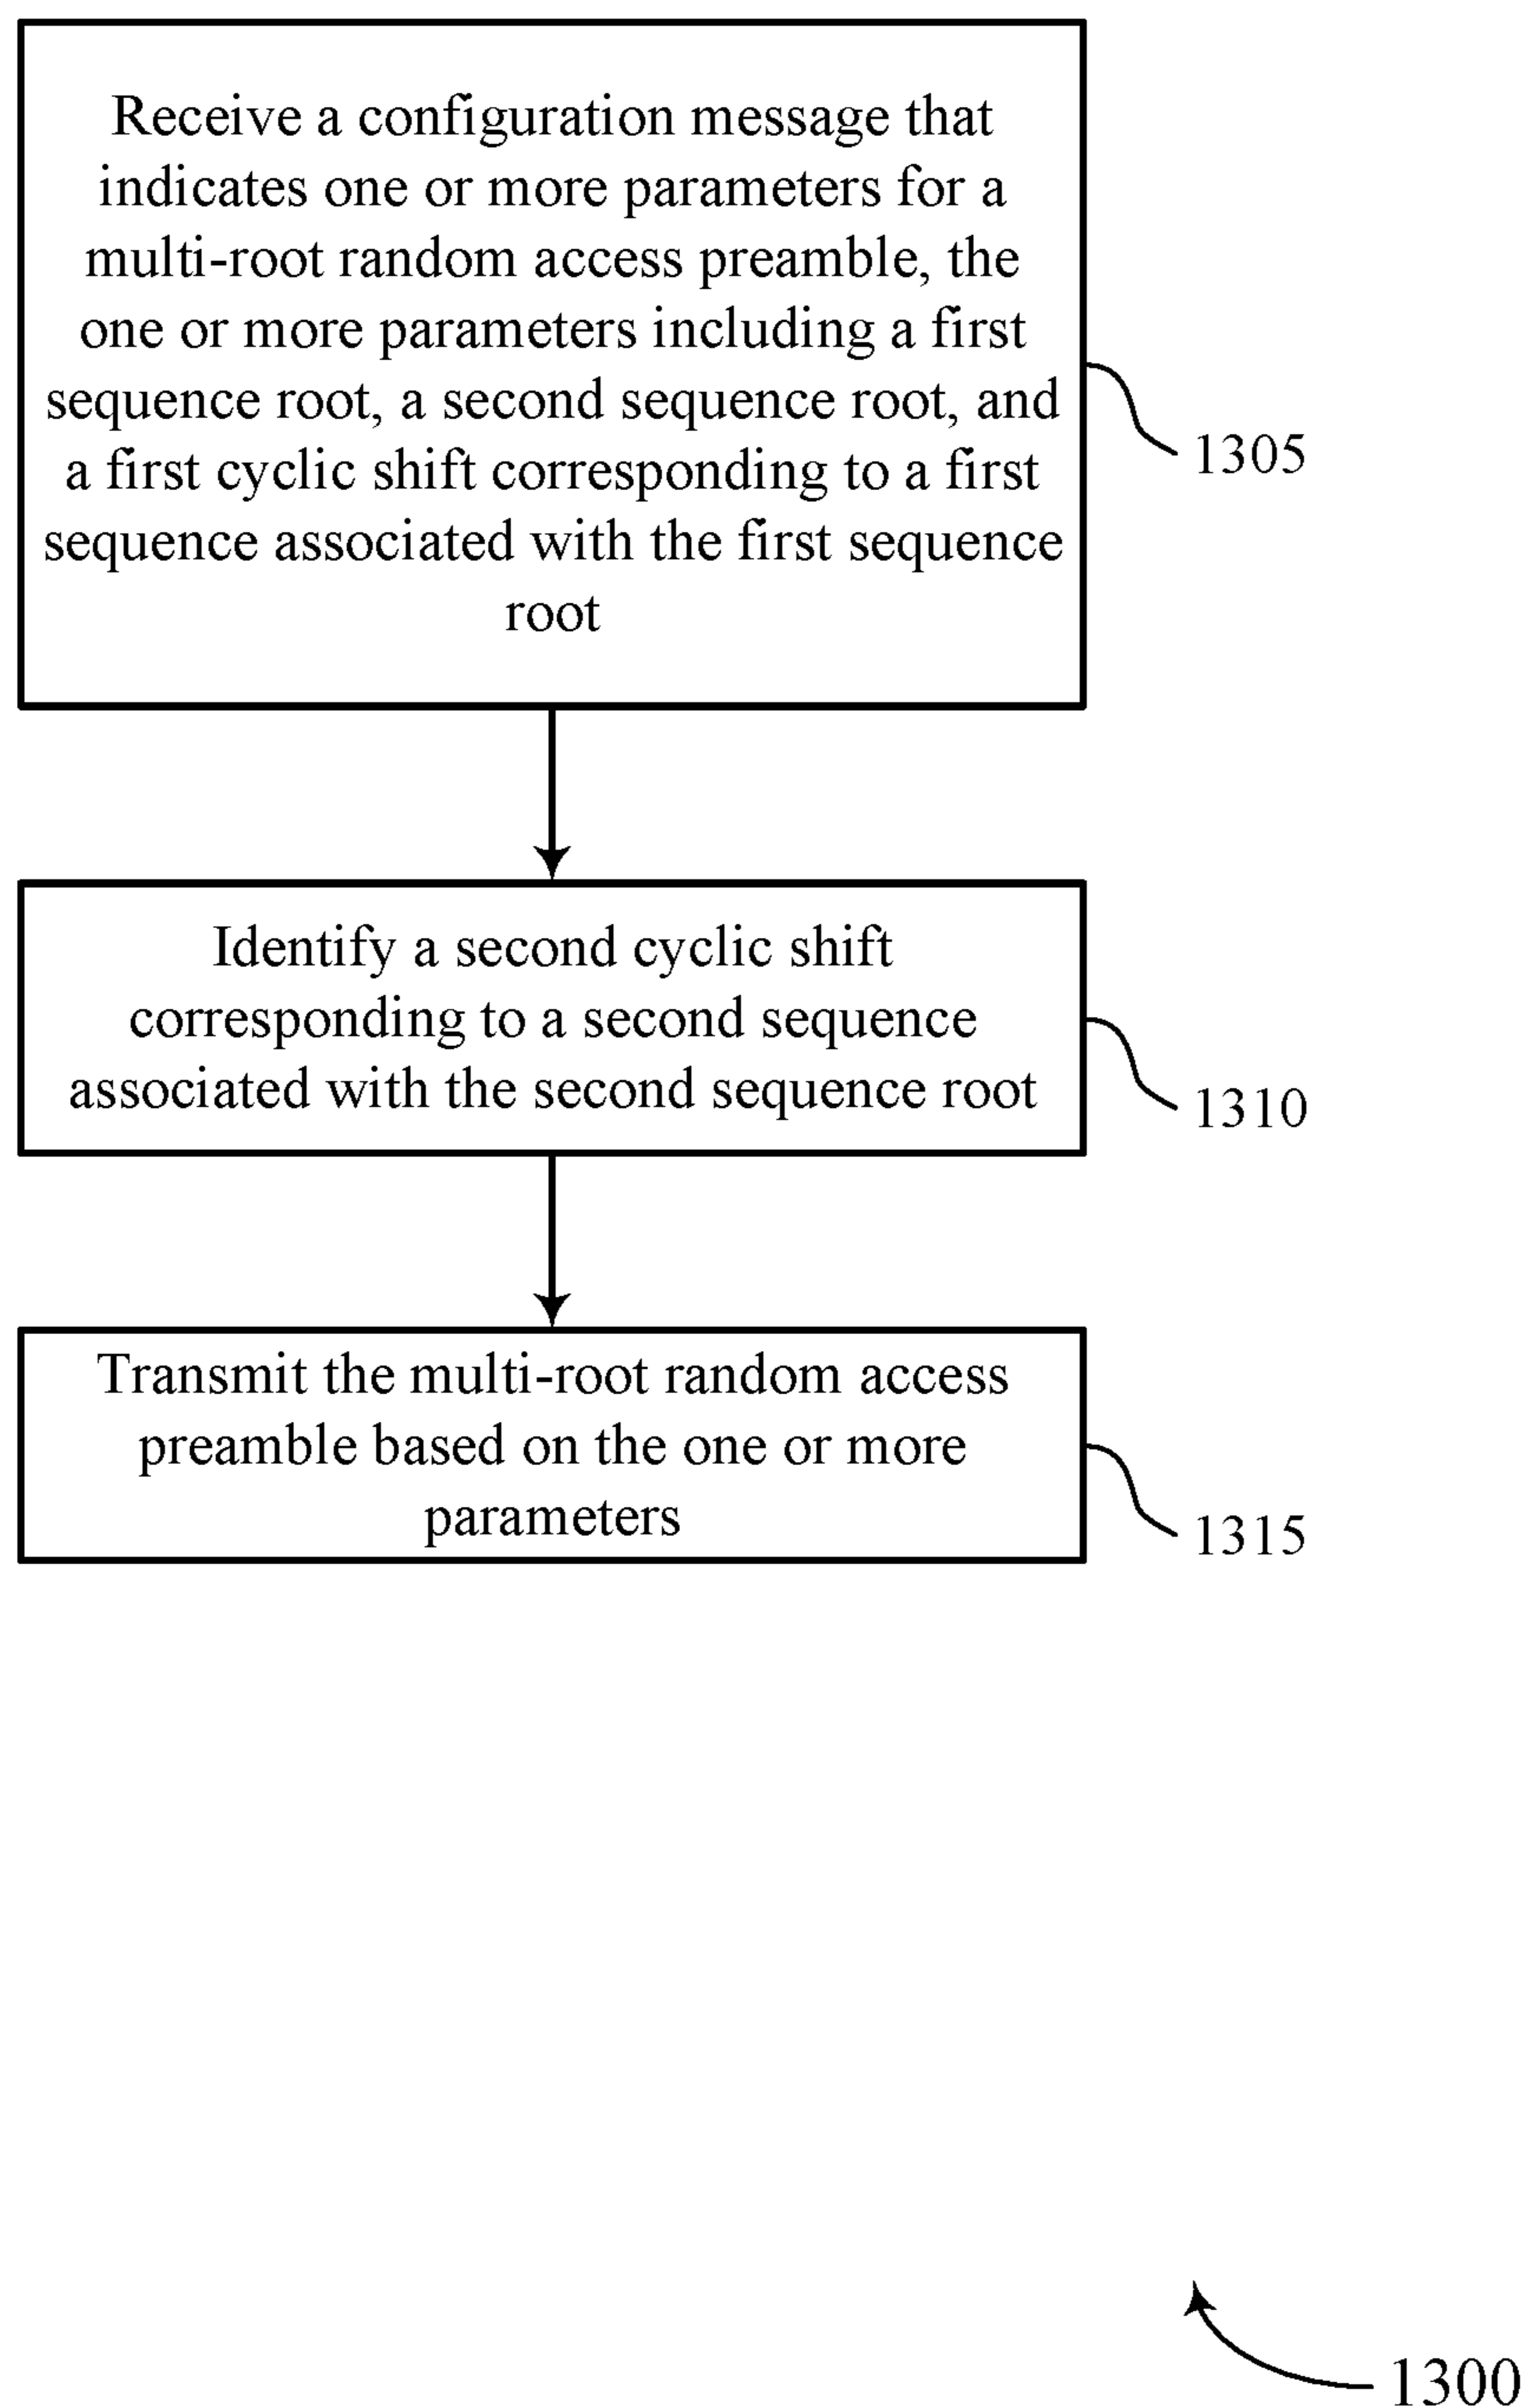 Receive a configuration message that
indicates one or more parameters for a
multi-root random access preamble, the
one or more parameters including a first
sequence root, a second sequence root, and
a first cyclic shift corresponding to a first
sequence associated with the first sequence
root
1305
Identify a second cyclic shift
corresponding to a second sequence
associated with the second sequence root
1310
Transmit the multi-root random access
preamble based on the one or more
parameters
1315
1300